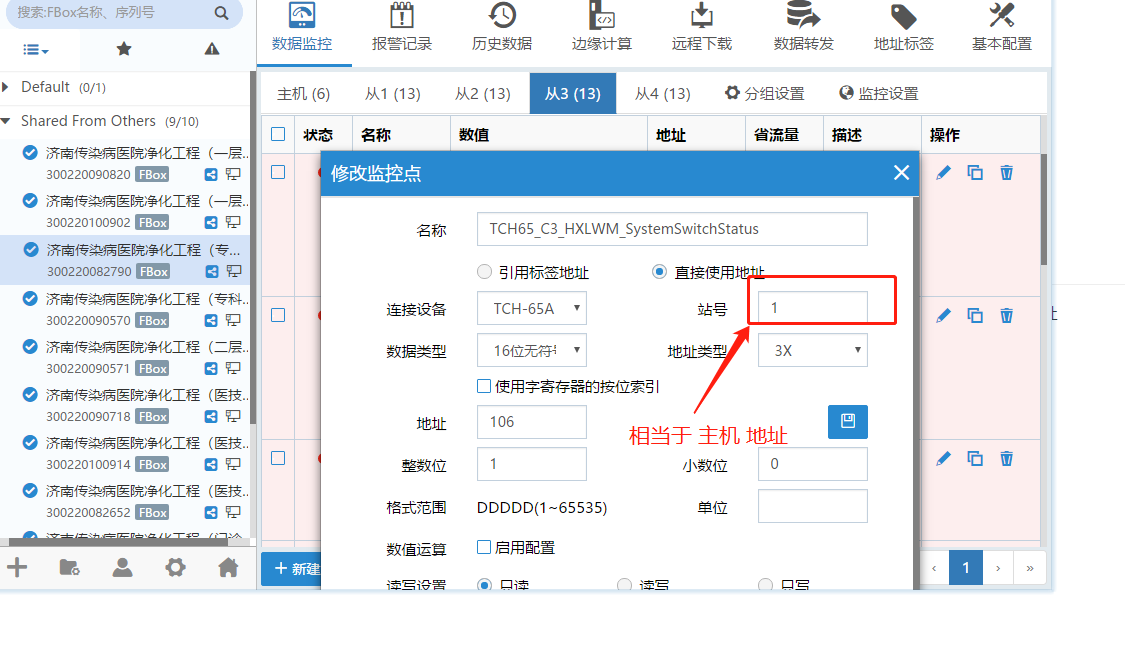 搜索:FBox名称、序列号
数据监控
报警记录
历史数据
边缘计算
远程下载
数据转发
地址标签
基本配置
Default (0/1)
Shared From Others (9/10)
济南传染病医院净化工程（一层..
300220090820 FBox
济南传染病医院净化工程（一层..
300220100902 FBox
济南传染病医院净化工程（专...
300220082790 FBox
济南传染病医院净化工程（专科..
300220090570 FBox
济南传染病医院净化工程（二层..
300220090571 FBox
济南传染病医院净化工程（医技..
300220090718 FBox
济南传染病医院净化工程（医技..
300220100914 FBox
济南传染病医院净化工程（医技..
300220082652 FBox
济南传染病医院净化工程（门诊
主机 (6)
从1 (13)
从2 (13)
从3 (13)
从4 (13)
分组设置
监控设置
状态
名称
数值
地址
省流量
描述
操作
修改监控点
名称
TCH65_C3_HXLWM_SystemSwitchStatus
引用标签地址
直接使用地址
连接设备
TCH-65A
站号
1
数据类型
16位无符号
地址类型
3X
使用字寄存器的按位索引
地址
106
相当于 主机 地址
整数位
1
小数位
0
格式范围
DDDDD(1~65535)
单位
数值运算
启用配置
读写设置
只读
读写
只写
新建
‹
1
›
»